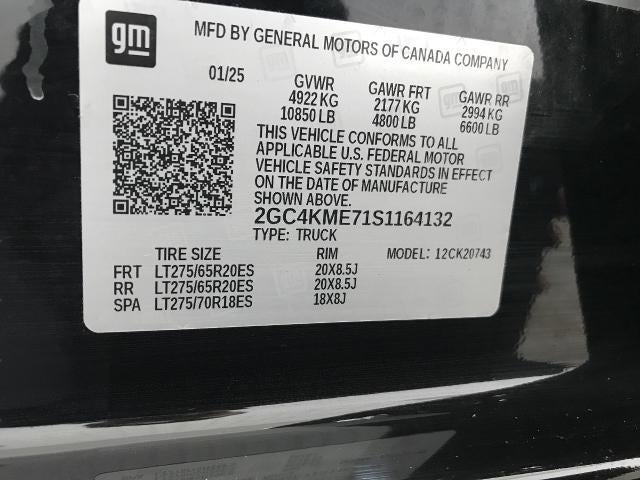 gm
MFD BY GENERAL MOTORS OF CANADA COMPANY
01/25 GVWR GAWR FRT GAWR RR
4922 KG 2177 KG 2994 KG
10850 LB 4800 LB 6600 LB
THIS VEHICLE CONFORMS TO ALL
APPLICABLE U.S. FEDERAL MOTOR
VEHICLE SAFETY STANDARDS IN EFFECT
ON THE DATE OF MANUFACTURE
SHOWN ABOVE.
2GC4KME71S1164132
TYPE: TRUCK
TIRE SIZE RIM MODEL: 12CK20743
FRT LT275/65R20ES 20X8.5J
RR LT275/65R20ES 20X8.5J
SPA LT275/70R18ES 18X8J